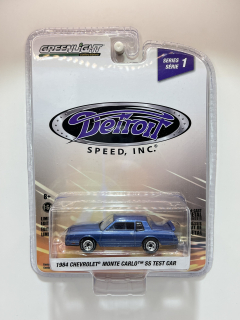 GREENLIGHT
SERIES
SÉRIE 1
Detroit
SPEED, INC.
1984 CHEVROLET MONTE CARLO SS TEST CAR